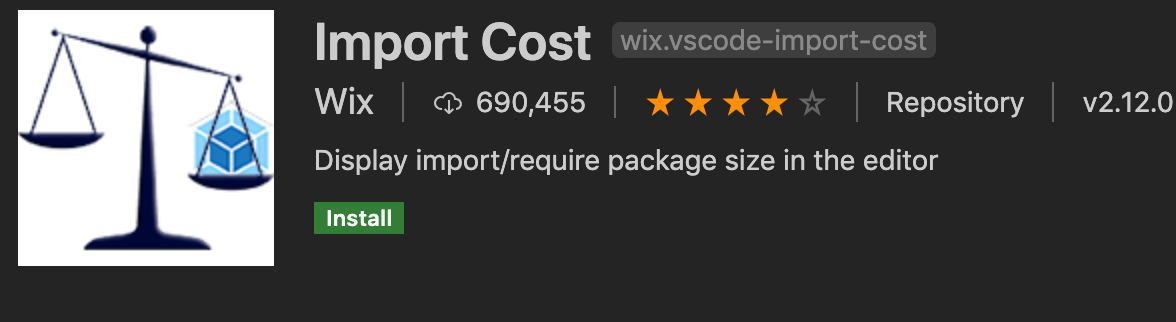 Import Cost wix.vscode-import-cost
Wix 690,455 Repository v2.12.0
Display import/require package size in the editor
Install